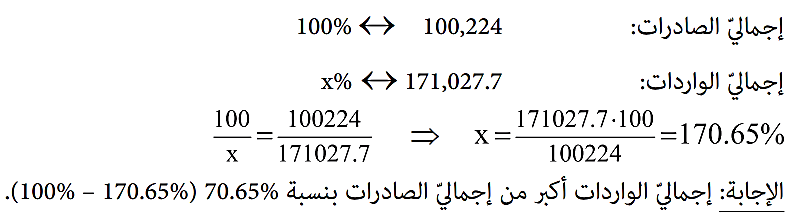 إجماليّ الصادرات: 100,224 ↔ 100%
إجماليّ الواردات: 171,027.7 ↔ x%
100/x = 100224/171027.7 ⇒ x = 171027.7·100/100224 = 170.65%
الإجابة: إجماليّ الواردات أكبر من إجماليّ الصادرات بنسبة 70.65% (170.65% – 100%).